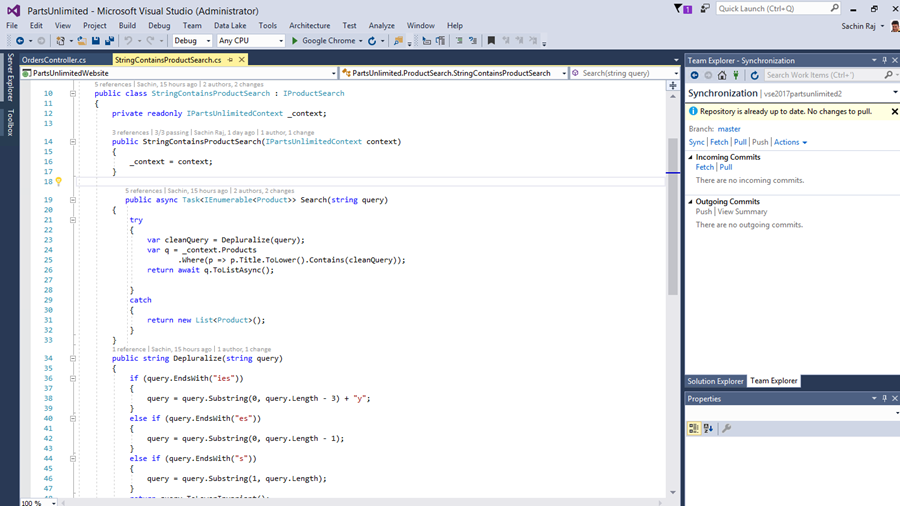 PartsUnlimited - Microsoft Visual Studio (Administrator)
1
Quick Launch (Ctrl+Q)
File Edit View Project Build Debug Team Data Lake Tools Architecture Test Analyze Window Help
Sachin Raj
Debug Any CPU Google Chrome
Server Explorer
Toolbox
OrdersController.cs StringContainsProductSearch.cs
PartsUnlimitedWebsite PartsUnlimited.ProductSearch.StringContainsProductSearch Search(string query)
5 references | Sachin, 15 hours ago | 2 authors, 2 changes
10 public class StringContainsProductSearch : IProductSearch
11 {
12 private readonly IPartsUnlimitedContext _context;
13
3 references | 3/3 passing | Sachin Raj, 1 day ago | 1 author, 1 change
14 public StringContainsProductSearch(IPartsUnlimitedContext context)
15 {
16 _context = context;
17 }
18
5 references | Sachin, 15 hours ago | 2 authors, 2 changes
19 public async Task<IEnumerable<Product>> Search(string query)
20 {
21 try
22 {
23 var cleanQuery = Depluralize(query);
24 var q = _context.Products
25 .Where(p => p.Title.ToLower().Contains(cleanQuery));
26 return await q.ToListAsync();
27
28 }
29 catch
30 {
31 return new List<Product>();
32 }
33 }
1 reference | Sachin, 15 hours ago | 1 author, 1 change
34 public string Depluralize(string query)
35 {
36 if (query.EndsWith("ies"))
37 {
38 query = query.Substring(0, query.Length - 3) + "y";
39 }
40 else if (query.EndsWith("es"))
41 {
42 query = query.Substring(0, query.Length - 1);
43 }
44 else if (query.EndsWith("s"))
45 {
46 query = query.Substring(1, query.Length);
47 }
100 %
Team Explorer - Synchronization
Search Work Items (Ctrl+')
Synchronization | vse2017partsunlimited2
Repository is already up to date. No changes to pull.
Branch: master
Sync | Fetch | Pull | Push | Actions
Incoming Commits
Fetch | Pull
There are no incoming commits.
Outgoing Commits
Push | View Summary
There are no outgoing commits.
Solution Explorer Team Explorer
Properties